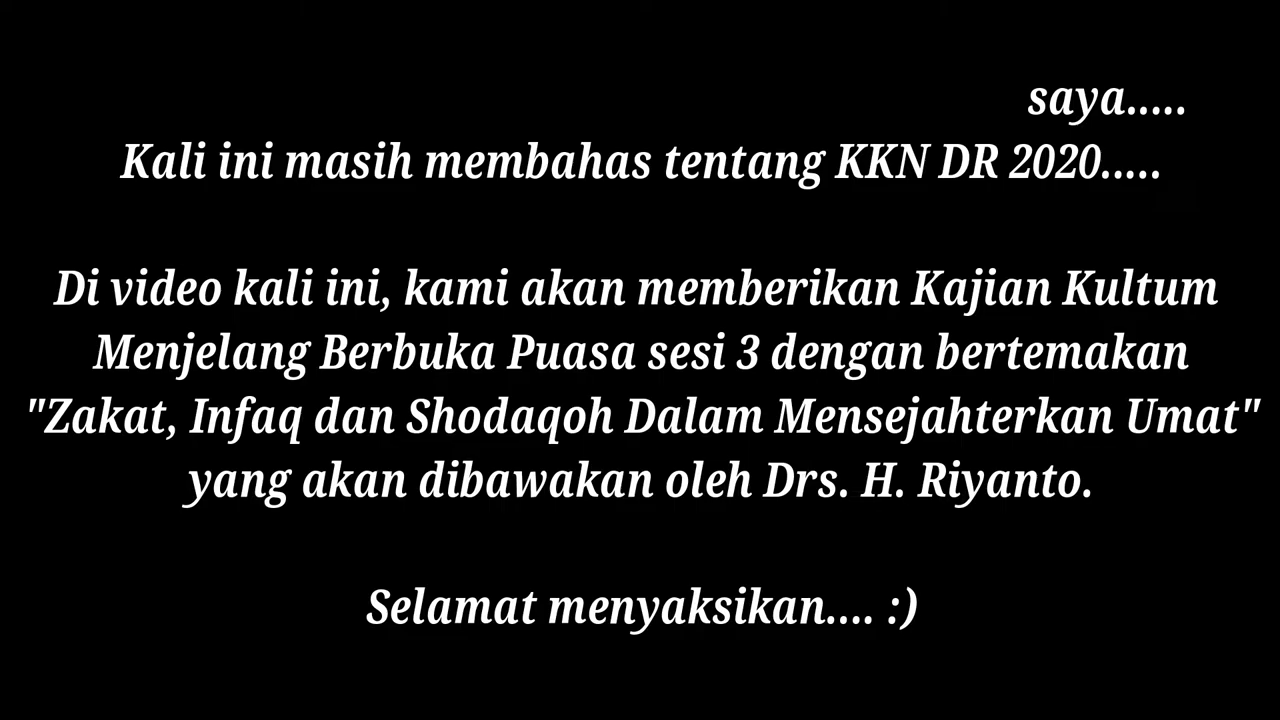 saya.....
Kali ini masih membahas tentang KKN DR 2020.....
Di video kali ini, kami akan memberikan Kajian Kultum
Menjelang Berbuka Puasa sesi 3 dengan bertemakan
"Zakat, Infaq dan Shodaqoh Dalam Mensejahterkan Umat"
yang akan dibawakan oleh Drs. H. Riyanto.
Selamat menyaksikan.... :)